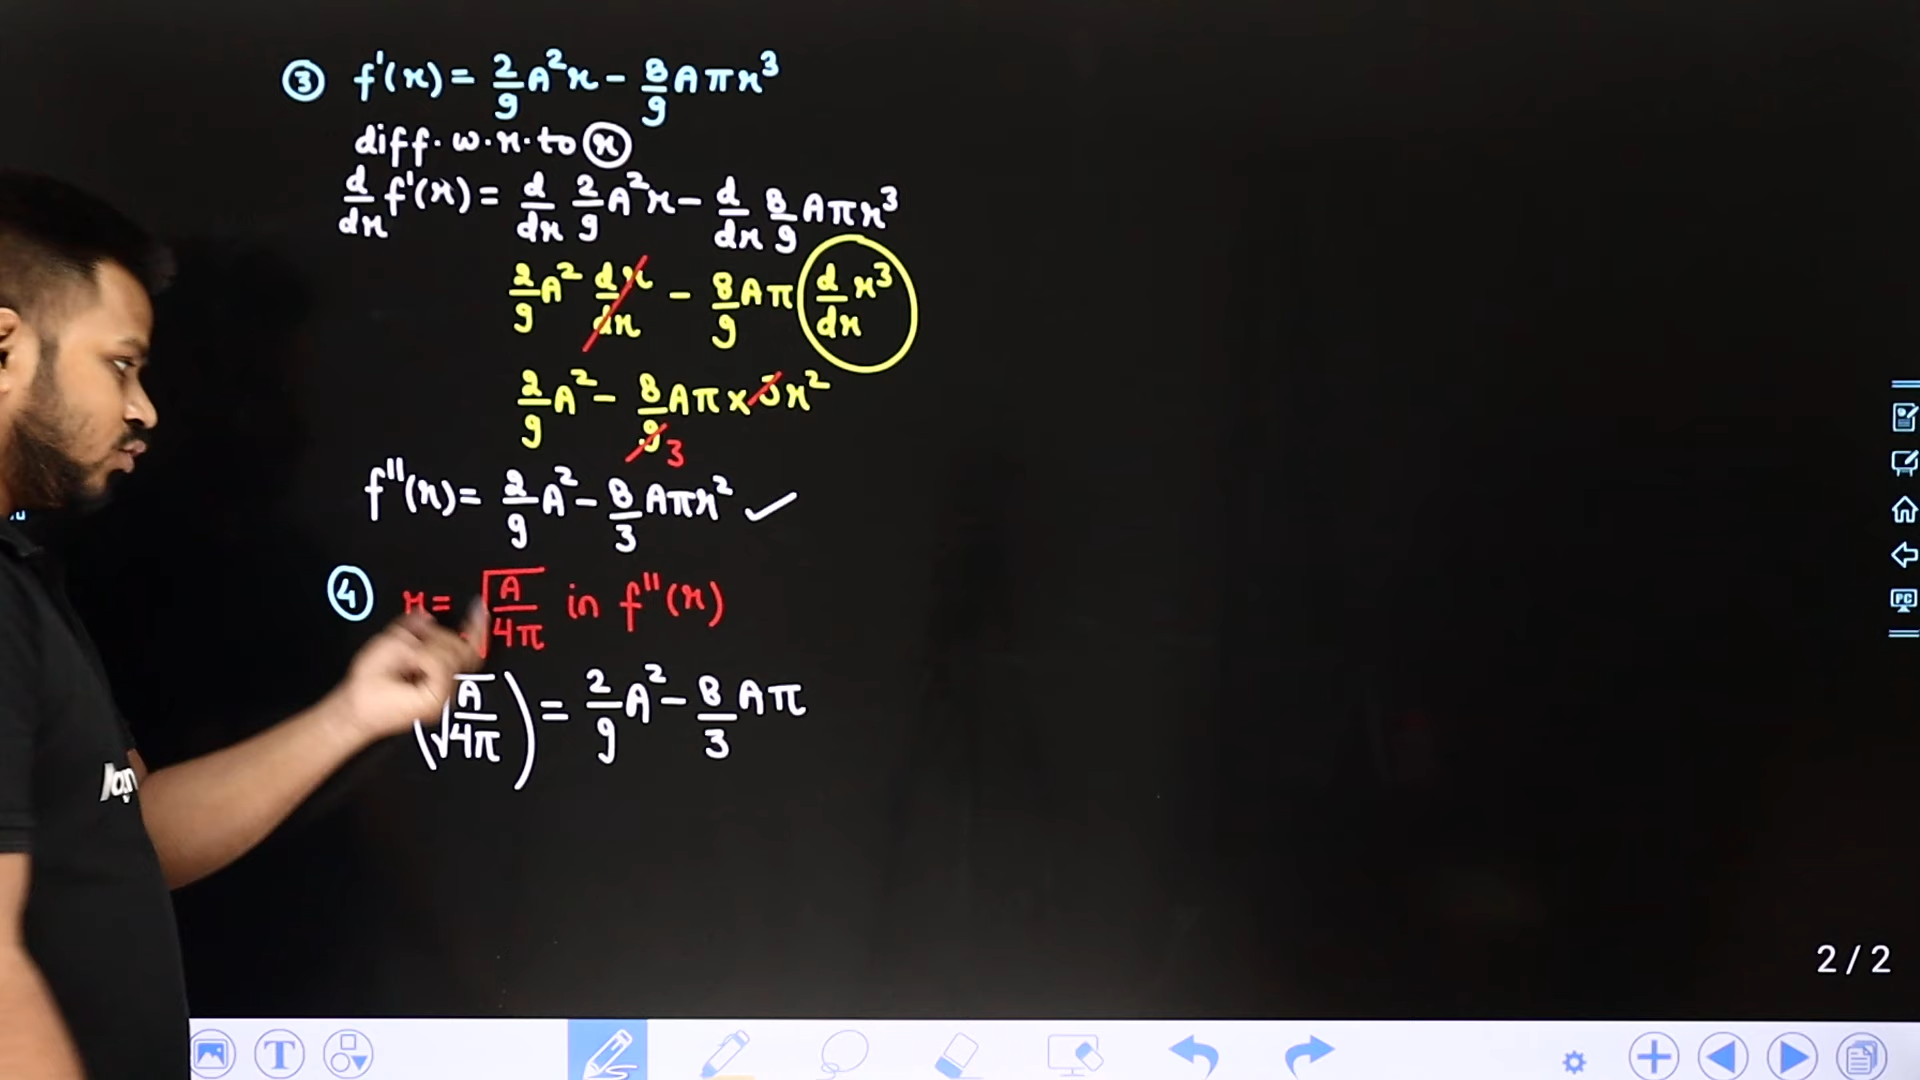 ③ f'(x) = 2/9 A²x - 8/9 Aπx³
diff. w.r.to x
d/dx f'(x) = d/dx 2/9 A²x - d/dx 8/9 Aπx³
2/9 A² dx/dx - 8/9 Aπ d/dx x³
2/9 A² - 8/9 Aπ × 3x²
3
f''(x) = 2/9 A² - 8/3 Aπx² ✓
④ x = √(A/4π) in f''(x)
(√(A/4π)) = 2/9 A² - 8/3 Aπ
2 / 2
T
PC